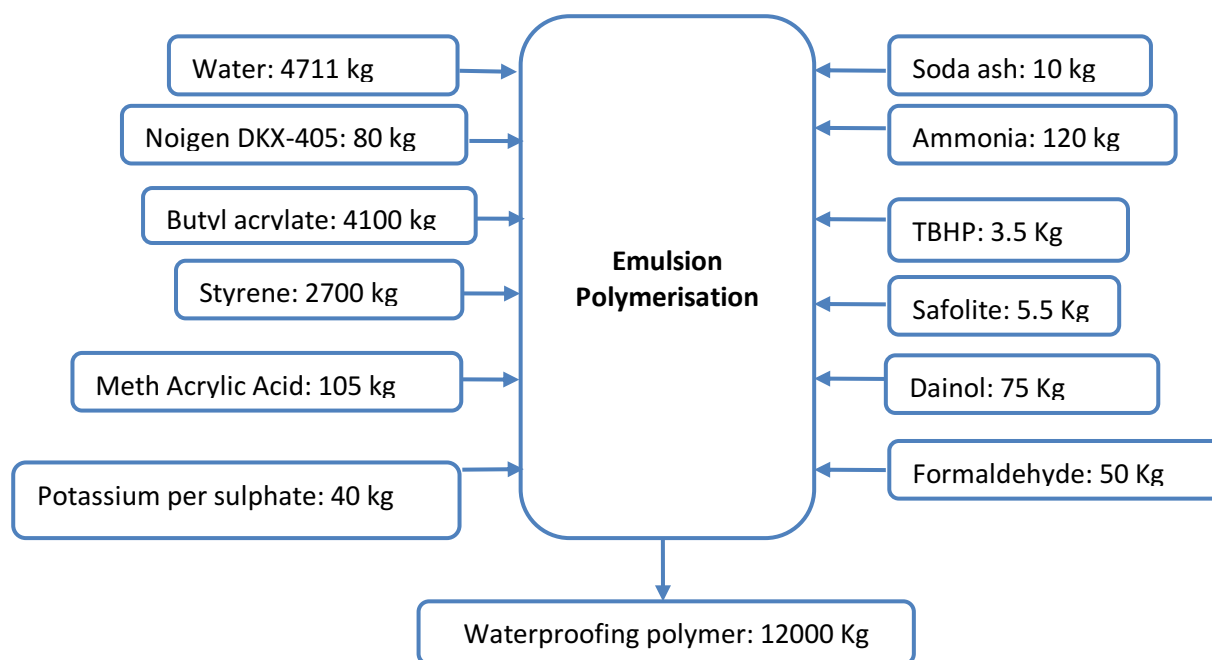 Water: 4711 kg
Noigen DKX-405: 80 kg
Butyl acrylate: 4100 kg
Styrene: 2700 kg
Meth Acrylic Acid: 105 kg
Potassium per sulphate: 40 kg
Emulsion
Polymerisation
Soda ash: 10 kg
Ammonia: 120 kg
TBHP: 3.5 Kg
Safolite: 5.5 Kg
Dainol: 75 Kg
Formaldehyde: 50 Kg
Waterproofing polymer: 12000 Kg